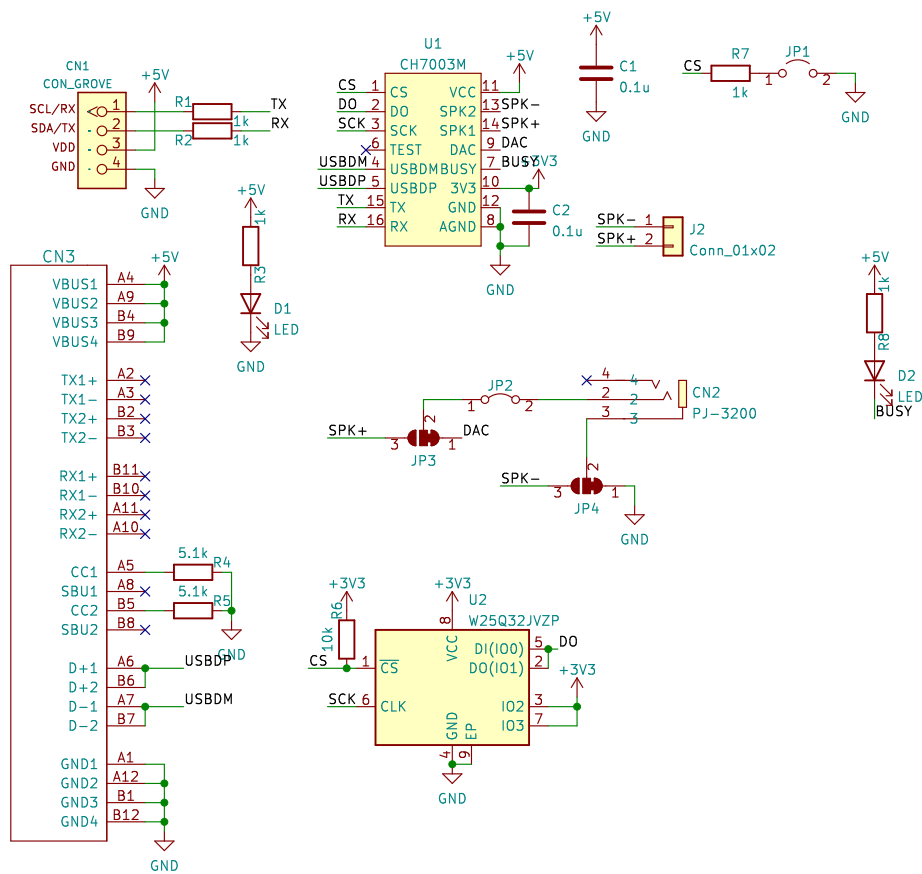 CN1
CON_GROVE
SCL/RX
SDA/TX
VDD
GND
1
2
3
4
+5V
GND
R1
1k
R2
1k
TX
RX
U1
CH7003M
CS
DO
SCK
USBDM
USBDP
TX
RX
1 CS
2 DO
3 SCK
6 TEST
4 USBDM
5 USBDP
15 TX
16 RX
VCC 11
SPK2 13
SPK1 14
DAC 9
BUSY 7
3V3 10
GND 12
AGND 8
+5V
SPK-
SPK+
DAC
BUSY
+3V3
C2
0.1u
GND
+5V
C1
0.1u
GND
CS
R7
1k
JP1
1
2
GND
SPK-
SPK+
1
2
J2
Conn_01x02
+5V
1k
R3
D1
LED
GND
+5V
1k
R8
D2
LED
BUSY
CN3
VBUS1 A4
VBUS2 A9
VBUS3 B4
VBUS4 B9
+5V
TX1+ A2
TX1- A3
TX2+ B2
TX2- B3
RX1+ B11
RX1- B10
RX2+ A11
RX2- A10
CC1 A5
SBU1 A8
CC2 B5
SBU2 B8
5.1k
R4
5.1k
R5
GND
D+1 A6
D+2 B6
D-1 A7
D-2 B7
USBDP
USBDM
GND1 A1
GND2 A12
GND3 B1
GND4 B12
GND
SPK+
3
2
1
DAC
JP3
JP2
1
2
4 4
2 2
3 3
CN2
PJ-3200
SPK-
3
2
1
JP4
GND
+3V3
R6
10k
CS
SCK
+3V3
U2
W25Q32JVZP
8
VCC
1 CS
6 CLK
DI(IO0) 5
DO(IO1) 2
IO2 3
IO3 7
GND
EP
4
9
DO
+3V3
GND